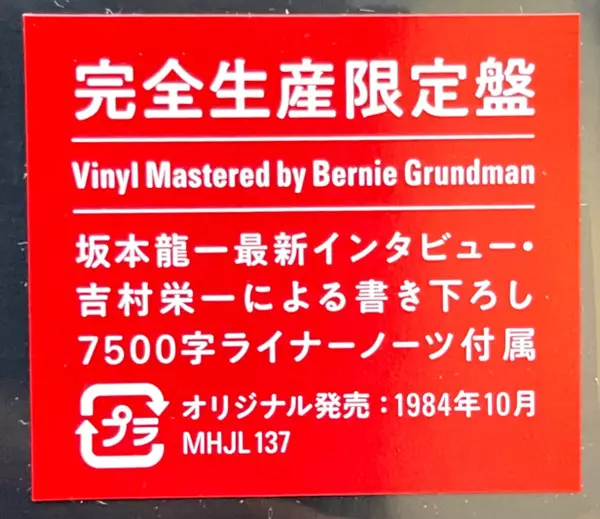 完全生産限定盤
Vinyl Mastered by Bernie Grundman
坂本龍一最新インタビュー・
吉村栄一による書き下ろし
7500字ライナーノーツ付属
プラ
オリジナル発売：1984年10月
MHJL 137